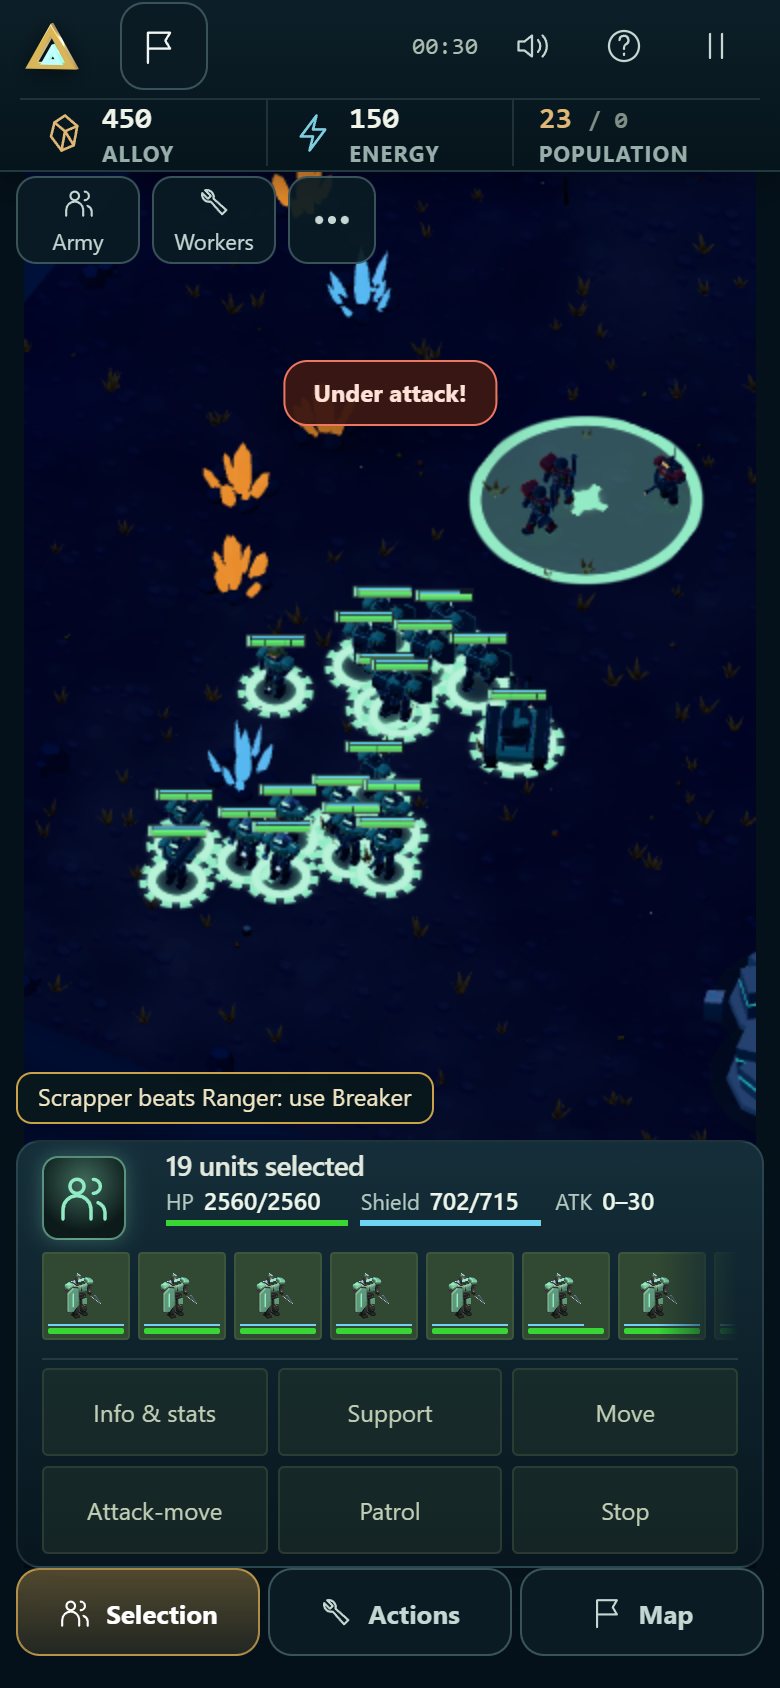 00:30
450
ALLOY
150
ENERGY
23 / 0
POPULATION
Army
Workers
Under attack!
Scrapper beats Ranger: use Breaker
19 units selected
HP 2560/2560 Shield 702/715 ATK 0–30
Info & stats
Support
Move
Attack-move
Patrol
Stop
Selection
Actions
Map